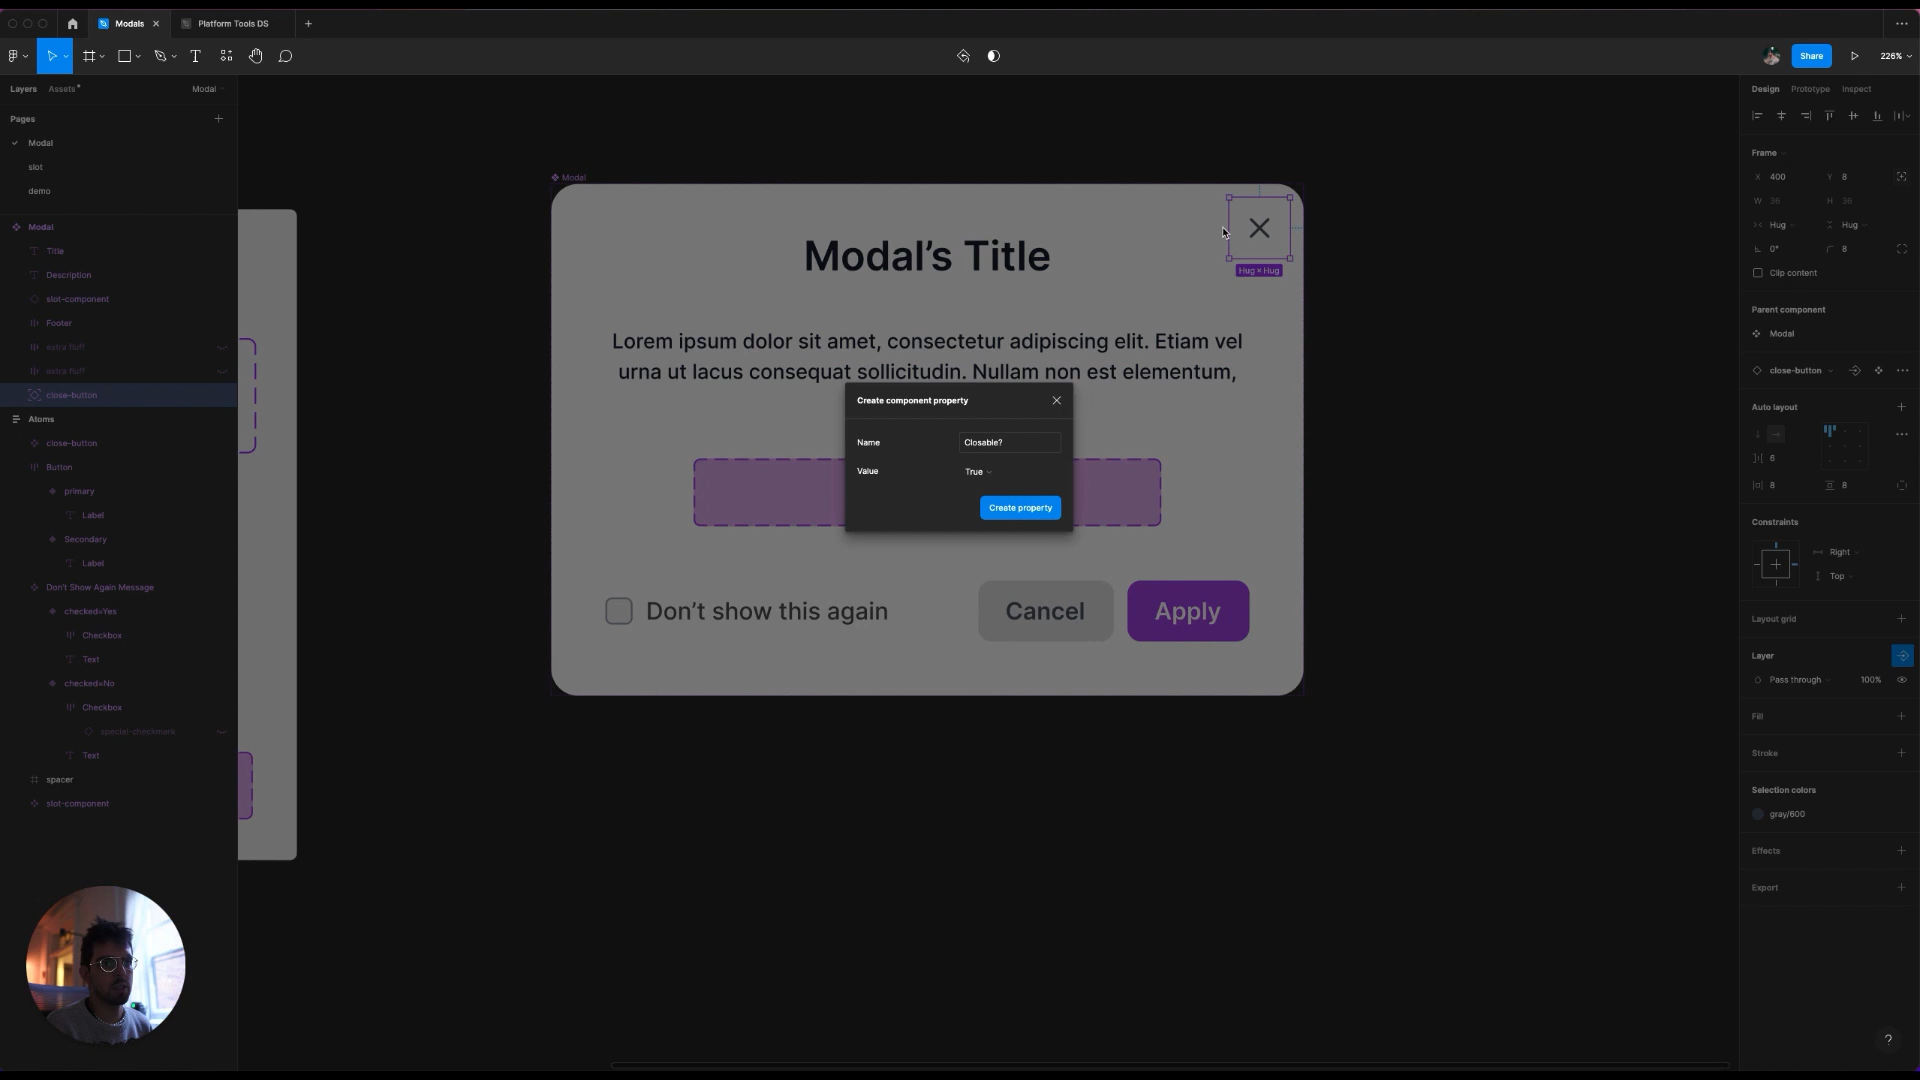 Modals
Platform Tools DS
Share
226%
Layers
Assets
Modal
Pages
Modal
slot
demo
Modal
Title
Description
slot-component
Footer
extra fluff
extra fluff
close-button
Atoms
close-button
Button
primary
Label
Secondary
Label
Don't Show Again Message
checked=Yes
Checkbox
Text
checked=No
Checkbox
special-checkmark
Text
spacer
slot-component
Modal
Modal's Title
Hug × Hug
Lorem ipsum dolor sit amet, consectetur adipiscing elit. Etiam vel
urna ut lacus consequat sollicitudin. Nullam non est elementum,
Create component property
Name
Closable?
Value
True
Create property
Don't show this again
Cancel
Apply
Design
Prototype
Inspect
Frame
X 400
Y 8
W 36
H 36
Hug
Hug
0°
8
Clip content
Parent component
Modal
close-button
Auto layout
6
8
8
Constraints
Right
Top
Layout grid
Layer
Pass through
100%
Fill
Stroke
Selection colors
gray/600
Effects
Export
?